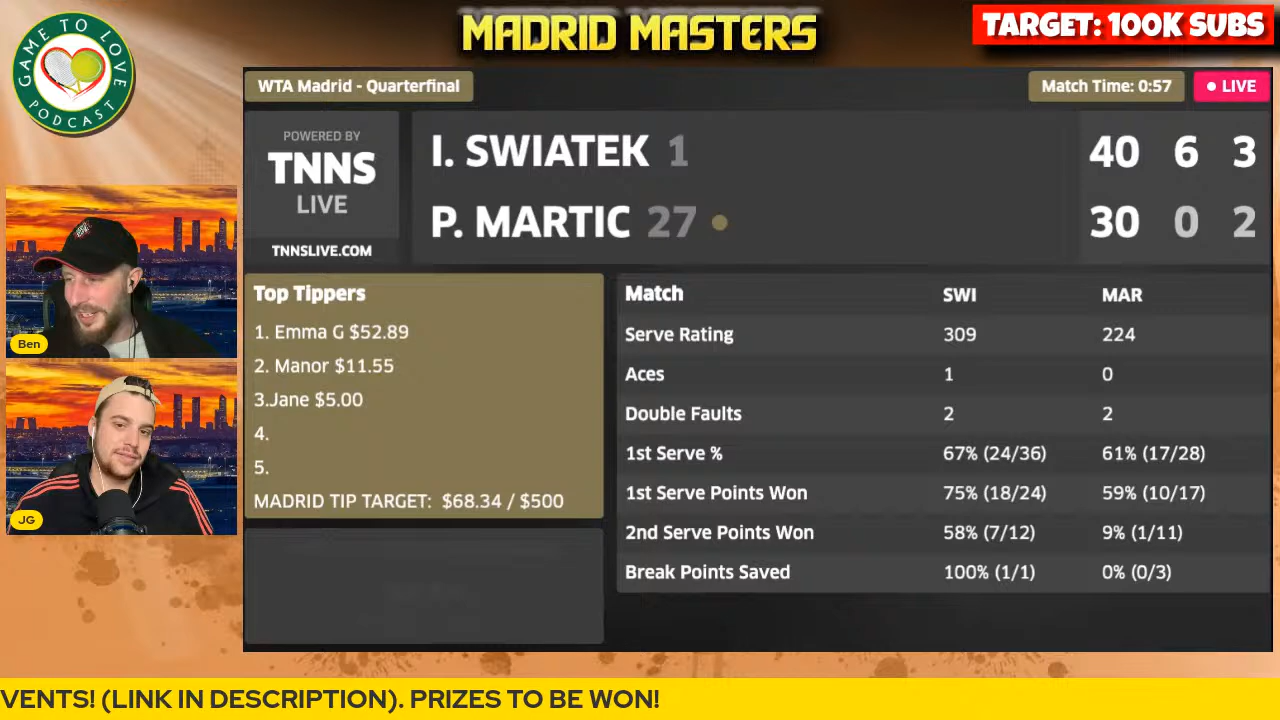 GAME TO LOVE
PODCAST
MADRID MASTERS
TARGET: 100K SUBS
WTA Madrid - Quarterfinal
Match Time: 0:57
LIVE
POWERED BY
TNNS
LIVE
TNNSLIVE.COM
I. SWIATEK 1 40 6 3
P. MARTIC 27 30 0 2
Ben
JG
Top Tippers
1. Emma G $52.89
2. Manor $11.55
3.Jane $5.00
4.
5.
MADRID TIP TARGET: $68.34 / $500
Match SWI MAR
Serve Rating 309 224
Aces 1 0
Double Faults 2 2
1st Serve % 67% (24/36) 61% (17/28)
1st Serve Points Won 75% (18/24) 59% (10/17)
2nd Serve Points Won 58% (7/12) 9% (1/11)
Break Points Saved 100% (1/1) 0% (0/3)
VENTS! (LINK IN DESCRIPTION). PRIZES TO BE WON!